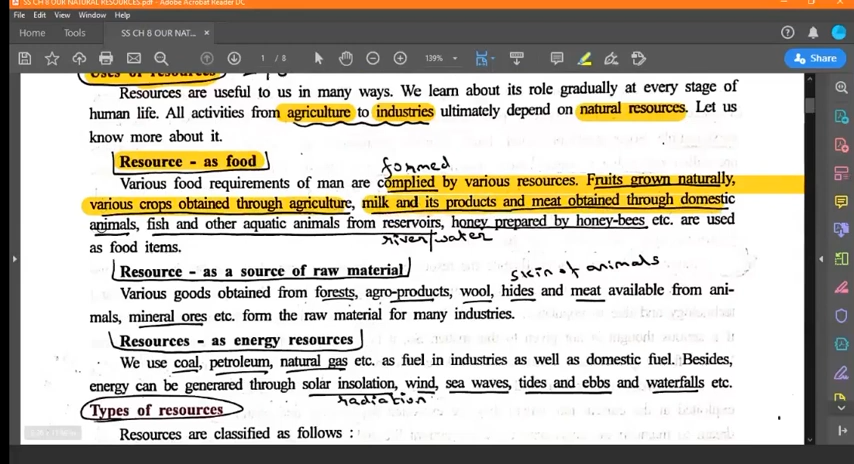 SS CH 8 OUR NATURAL RESOURCES.pdf - Adobe Acrobat Reader DC
File Edit View Window Help
Home Tools SS CH 8 OUR NAT... ×
1 / 8 139% Share
Uses of resources
Resources are useful to us in many ways. We learn about its role gradually at every stage of
human life. All activities from agriculture to industries ultimately depend on natural resources. Let us
know more about it.
Resource - as food
formed
Various food requirements of man are complied by various resources. Fruits grown naturally,
various crops obtained through agriculture, milk and its products and meat obtained through domestic
animals, fish and other aquatic animals from reservoirs, honey prepared by honey-bees etc. are used
river/water
as food items.
Resource - as a source of raw material
skin of animals
Various goods obtained from forests, agro-products, wool, hides and meat available from ani-
mals, mineral ores etc. form the raw material for many industries.
Resources - as energy resources
We use coal, petroleum, natural gas etc. as fuel in industries as well as domestic fuel. Besides,
energy can be generared through solar insolation, wind, sea waves, tides and ebbs and waterfalls etc.
radiation
Types of resources
Resources are classified as follows :